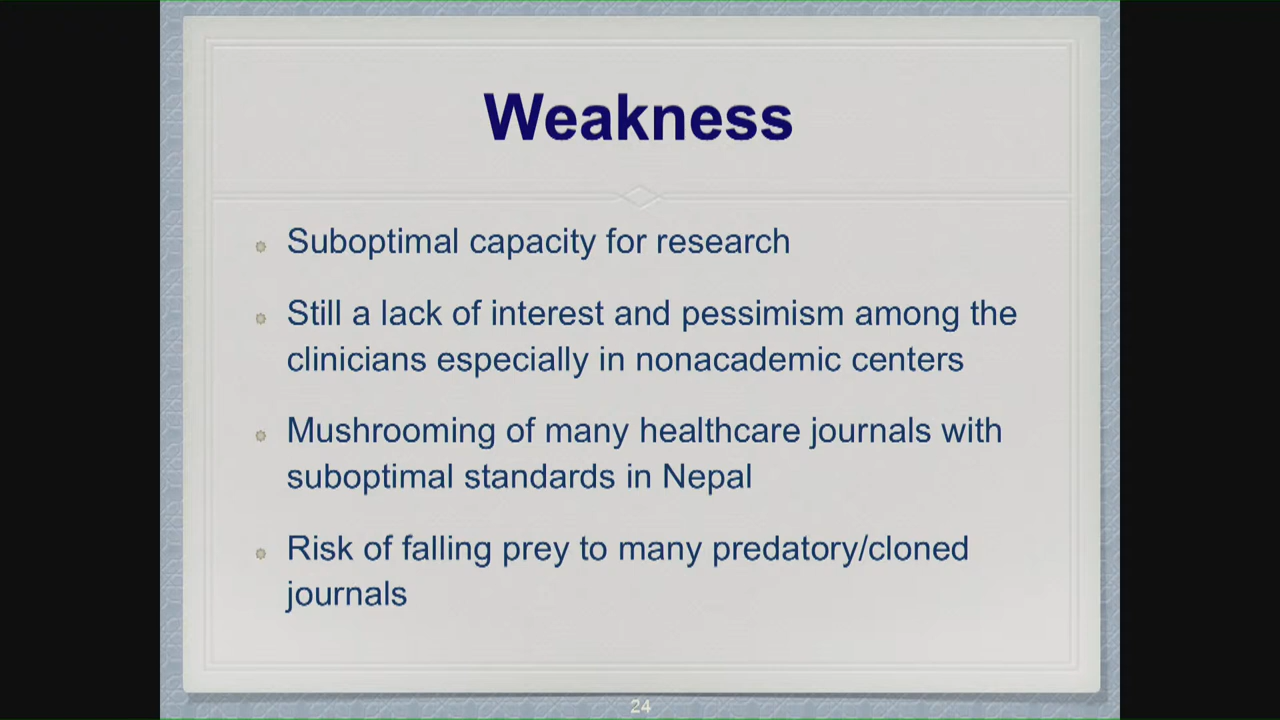 Weakness
Suboptimal capacity for research
Still a lack of interest and pessimism among the
clinicians especially in nonacademic centers
Mushrooming of many healthcare journals with
suboptimal standards in Nepal
Risk of falling prey to many predatory/cloned
journals
24